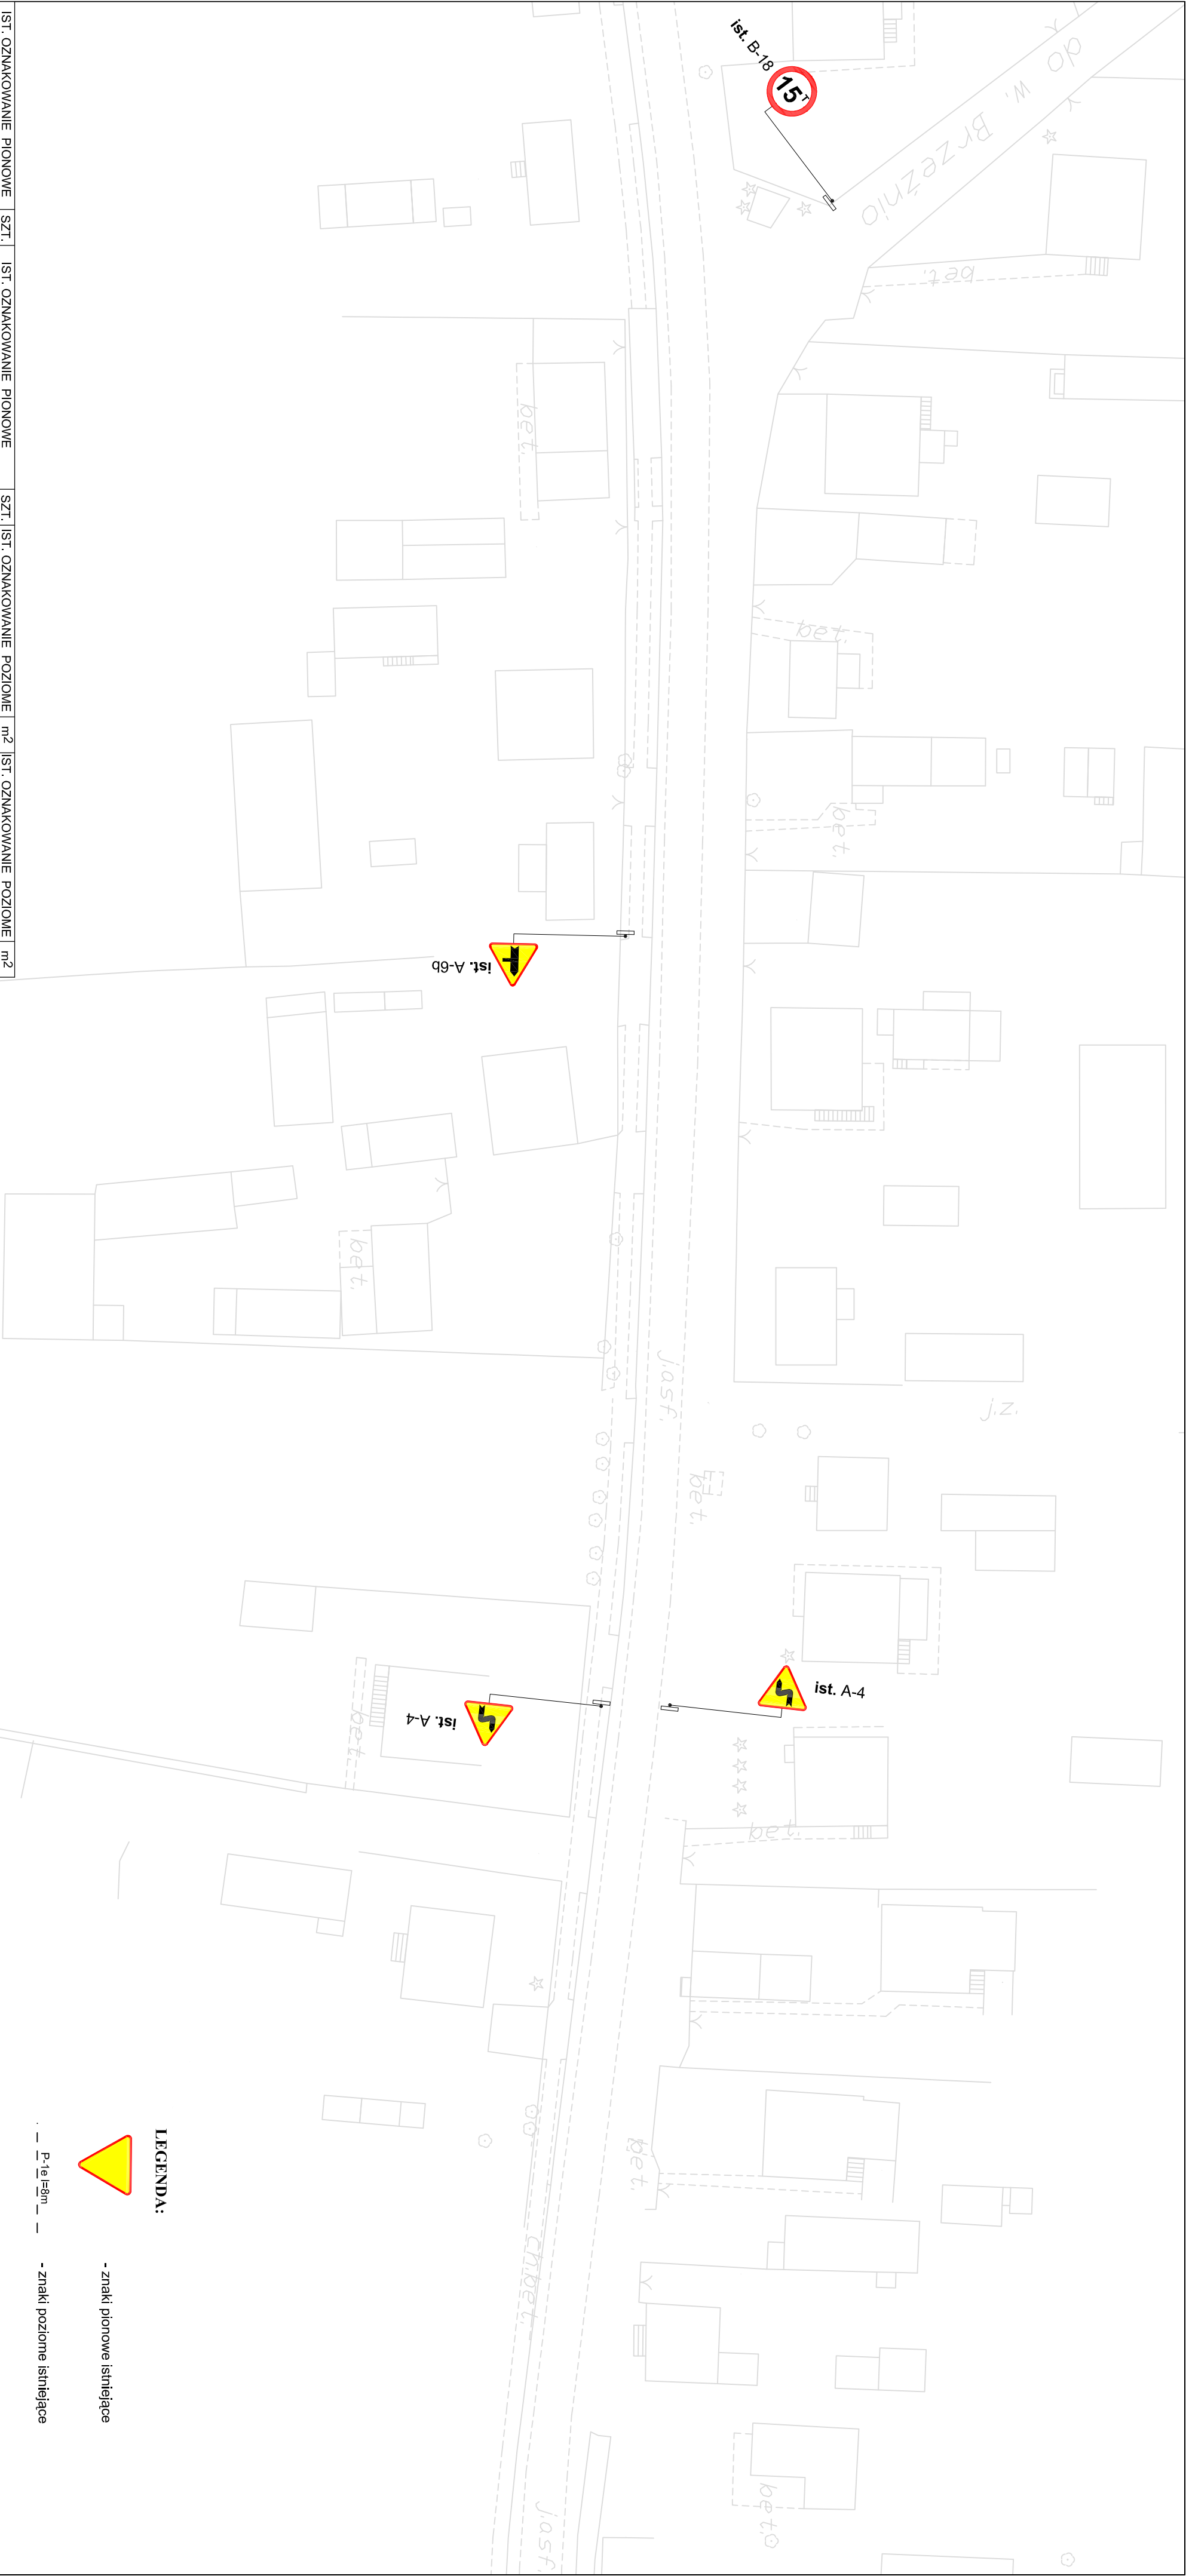 do w. Brzeźnio
ist. B-18
15T
bet.
bet.
bet.
bet.
ist. A-6b
bet.
j.asf.
j.z.
bet.
ist. A-4
ist. A-4
bet.
bet.
bet.
ch.bet.
bet.
j.asf.
LEGENDA:
- znaki pionowe istniejące
P-1e l=8m
- znaki poziome istniejące
IST. OZNAKOWANIE PIONOWE SZT. IST. OZNAKOWANIE PIONOWE SZT. IST. OZNAKOWANIE POZIOME m2 IST. OZNAKOWANIE POZIOME m2